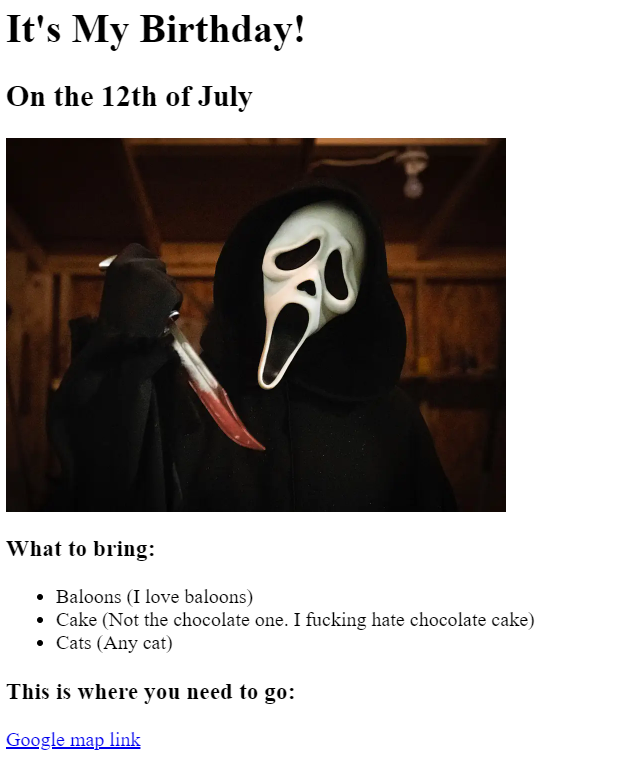 It's My Birthday!
On the 12th of July
What to bring:
Baloons (I love baloons)
Cake (Not the chocolate one. I fucking hate chocolate cake)
Cats (Any cat)
This is where you need to go:
Google map link